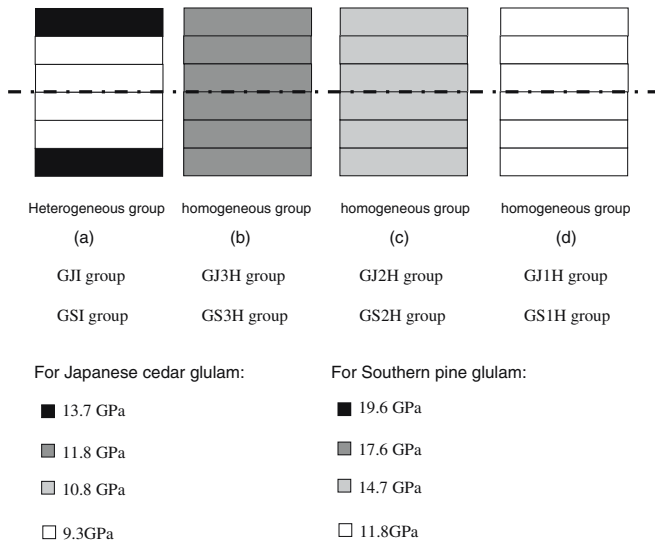 Heterogeneous group homogeneous group homogeneous group homogeneous group
(a) (b) (c) (d)
GJI group GJ3H group GJ2H group GJ1H group
GSI group GS3H group GS2H group GS1H group
For Japanese cedar glulam: For Southern pine glulam:
13.7 GPa 19.6 GPa
11.8 GPa 17.6 GPa
10.8 GPa 14.7 GPa
9.3GPa 11.8GPa